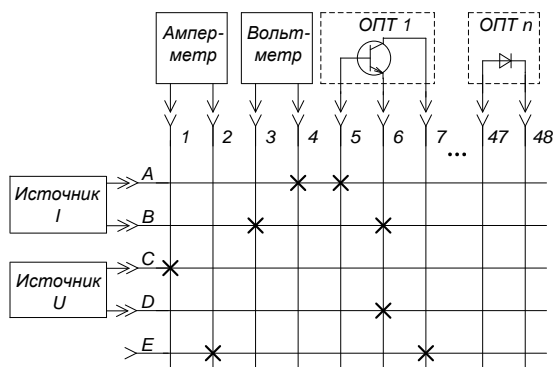 Ампер-
метр
Вольт-
метр
ОПТ 1
ОПТ n
1 2 3 4 5 6 7 ... 47 48
A
Источник
I
B
C
Источник
U
D
E